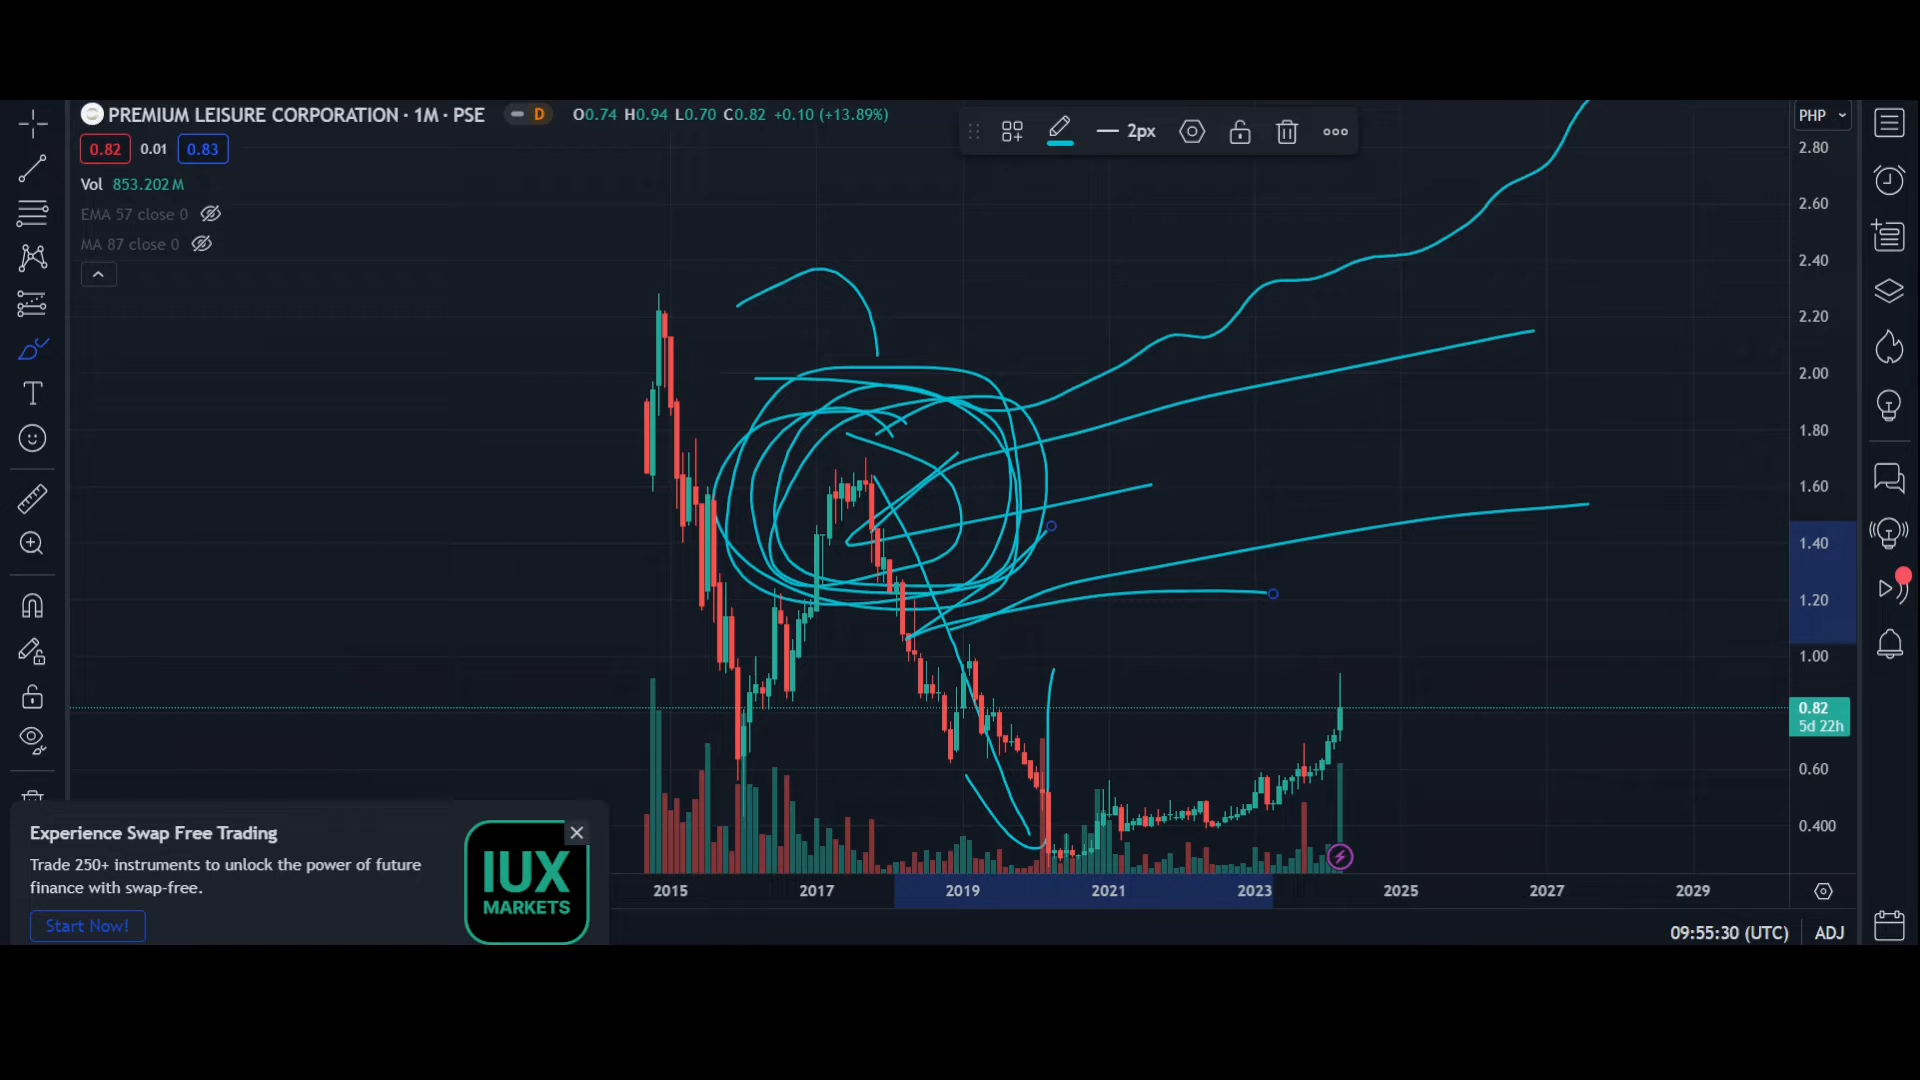 PREMIUM LEISURE CORPORATION · 1M · PSE D O0.74 H0.94 L0.70 C0.82 +0.10 (+13.89%)
0.82 0.01 0.83
Vol 853.202M
EMA 57 close 0
MA 87 close 0
2px
PHP
2.80
2.60
2.40
2.20
2.00
1.80
1.60
1.40
1.20
1.00
0.82
5d 22h
0.60
0.400
T
2015 2017 2019 2021 2023 2025 2027 2029
09:55:30 (UTC) ADJ
Experience Swap Free Trading
Trade 250+ instruments to unlock the power of future
finance with swap-free.
Start Now!
IUX
MARKETS